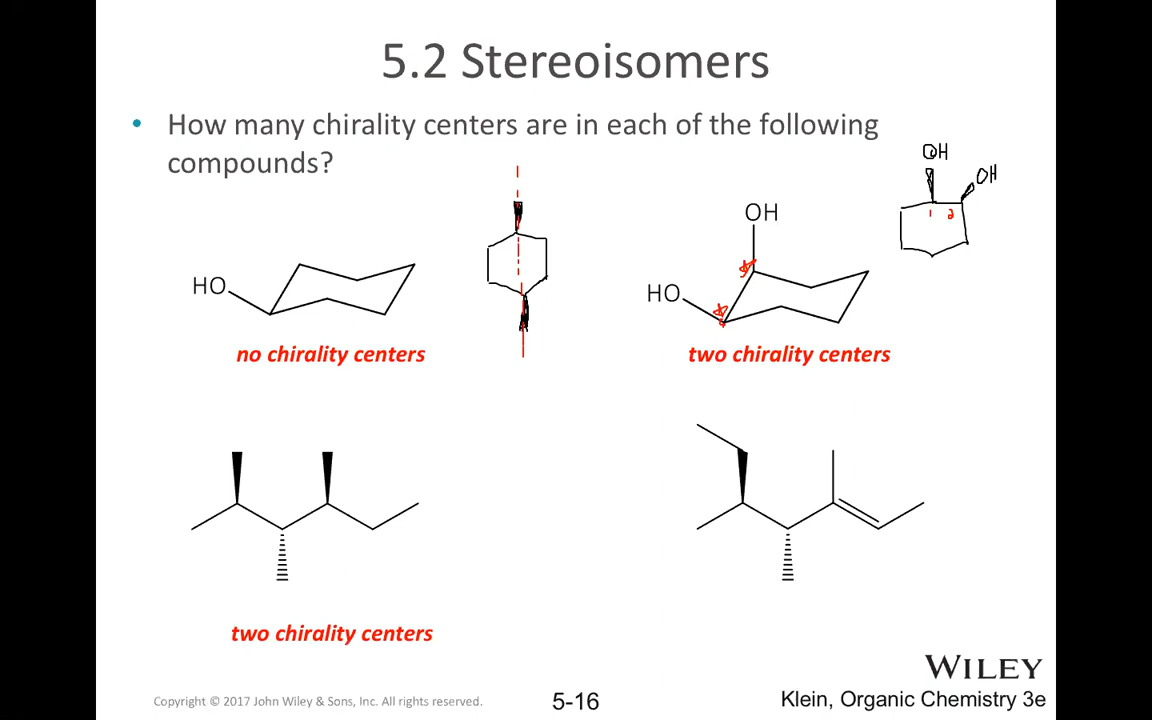 5.2 Stereoisomers
• How many chirality centers are in each of the following
compounds?
OH
OH
1 2
OH
HO
HO
no chirality centers
two chirality centers
two chirality centers
WILEY
Copyright © 2017 John Wiley & Sons, Inc. All rights reserved.
5-16
Klein, Organic Chemistry 3e